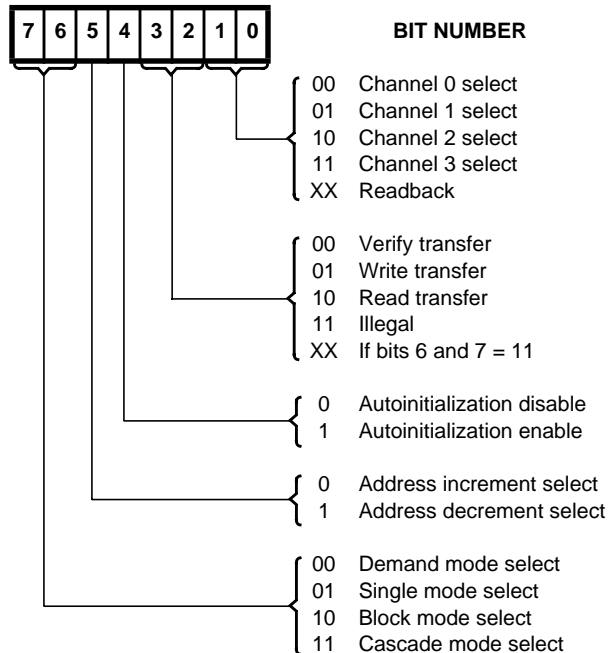 7 6 5 4 3 2 1 0 BIT NUMBER
00 Channel 0 select
01 Channel 1 select
10 Channel 2 select
11 Channel 3 select
XX Readback
00 Verify transfer
01 Write transfer
10 Read transfer
11 Illegal
XX If bits 6 and 7 = 11
0 Autoinitialization disable
1 Autoinitialization enable
0 Address increment select
1 Address decrement select
00 Demand mode select
01 Single mode select
10 Block mode select
11 Cascade mode select